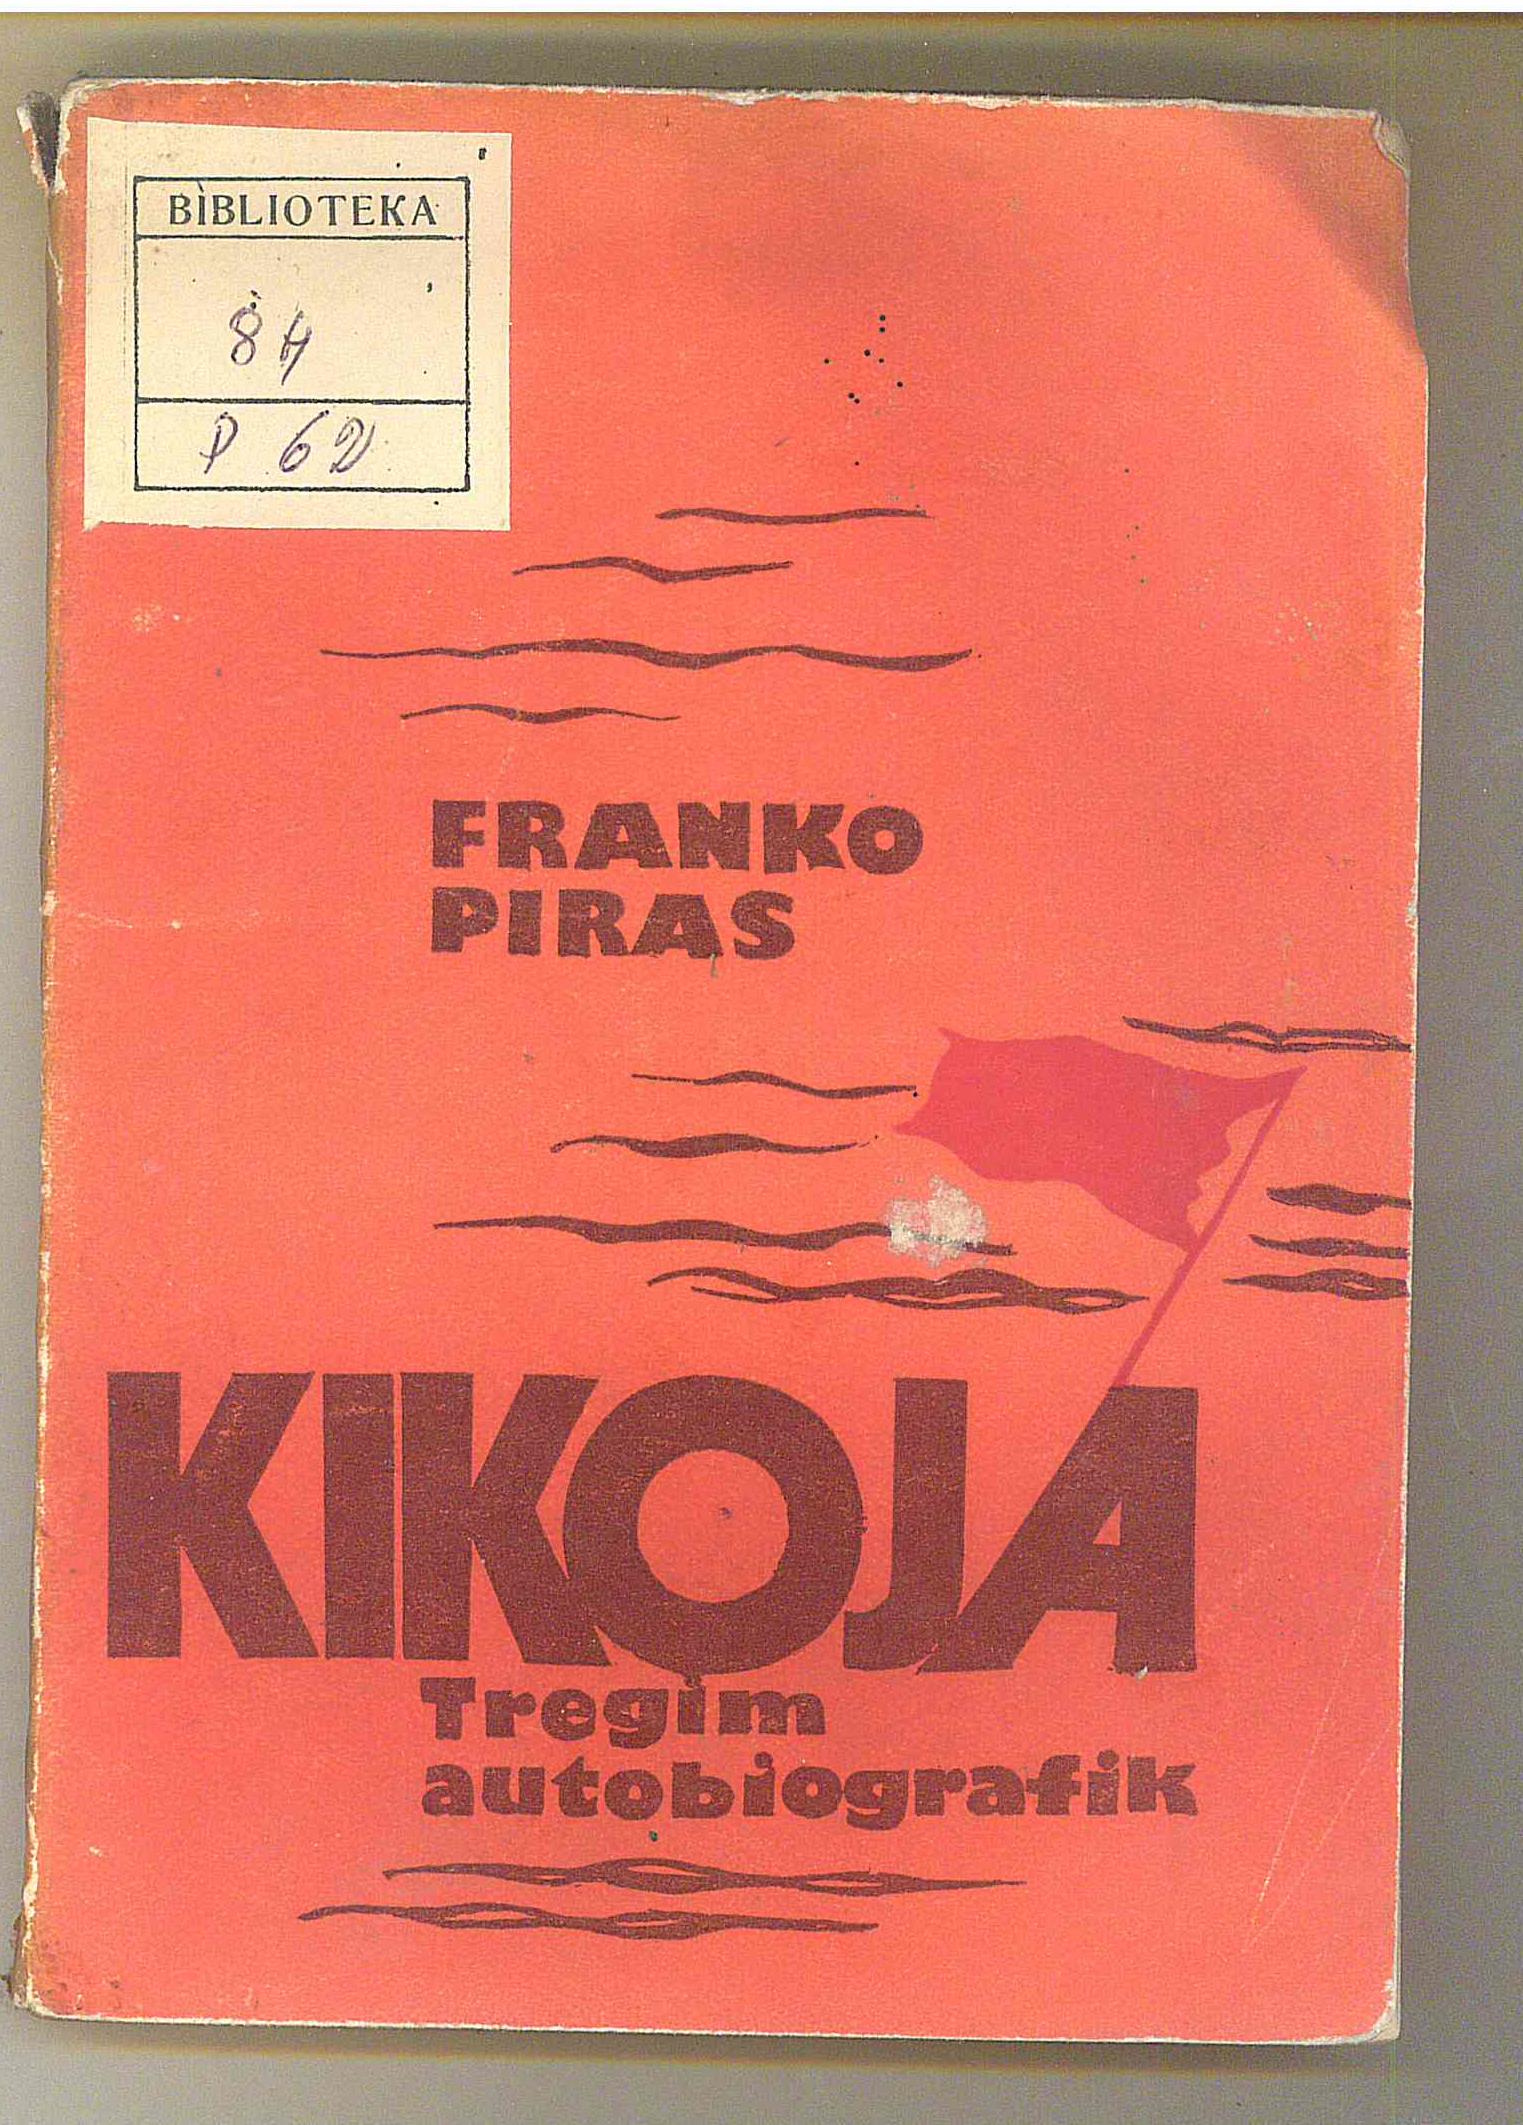 BIBLIOTEKA
84
P 62
FRANKO
PIRAS
KIKOJA
Tregim
autobiografik